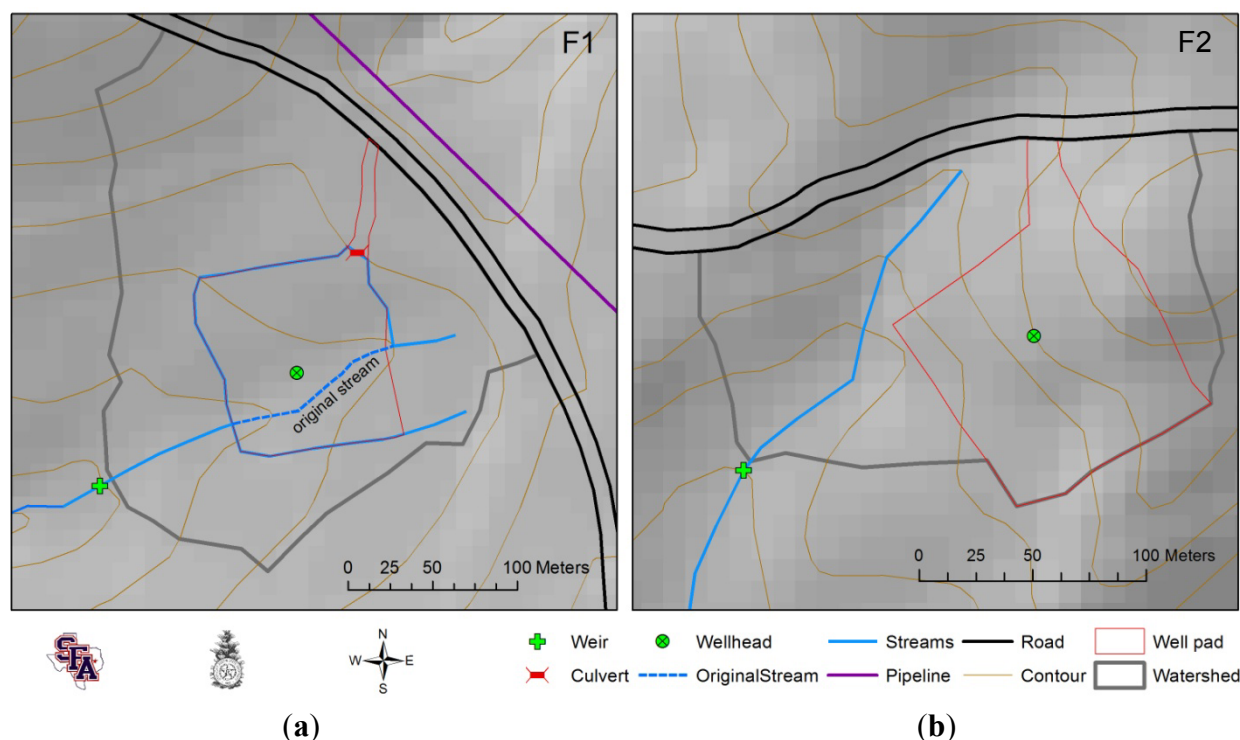 F1
original stream
0 25 50 100 Meters
F2
0 25 50 100 Meters
SFA
N
W E
S
Weir
Wellhead
Streams
Road
Well pad
Culvert
OriginalStream
Pipeline
Contour
Watershed
(a)
(b)